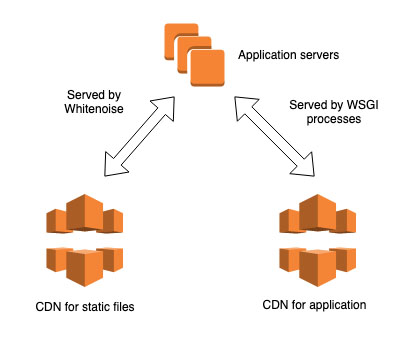 Application servers
Served by
Whitenoise
Served by WSGI
processes
CDN for static files
CDN for application